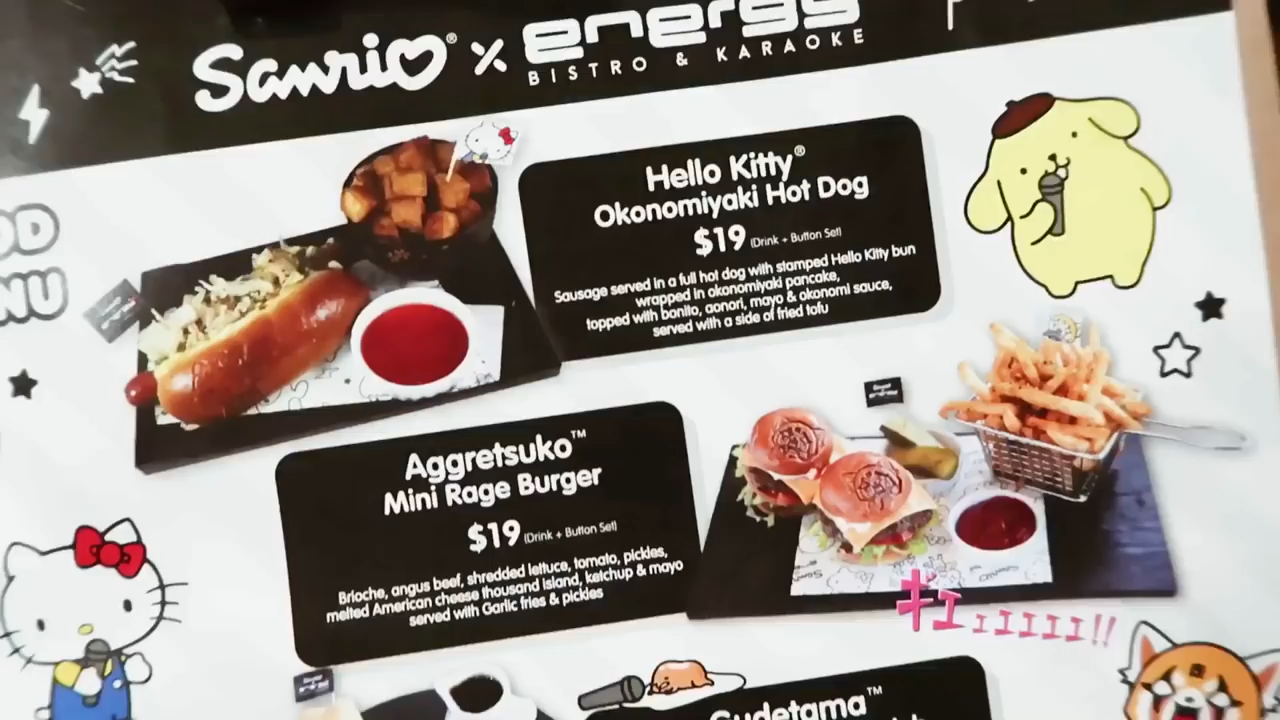 Sanrio® × energy
BISTRO & KARAOKE
Hello Kitty®
Okonomiyaki Hot Dog
$19 (Drink + Button Set)
Sausage served in a full hot dog with stamped Hello Kitty bun
wrapped in okonomiyaki pancake,
topped with bonito, aonori, mayo & okonomi sauce,
served with a side of fried tofu
Aggretsuko™
Mini Rage Burger
$19 (Drink + Button Set)
Brioche, angus beef, shredded lettuce, tomato, pickles,
melted American cheese thousand island, ketchup & mayo
served with Garlic fries & pickles
ギエェェェェェ!!
Gudetama™